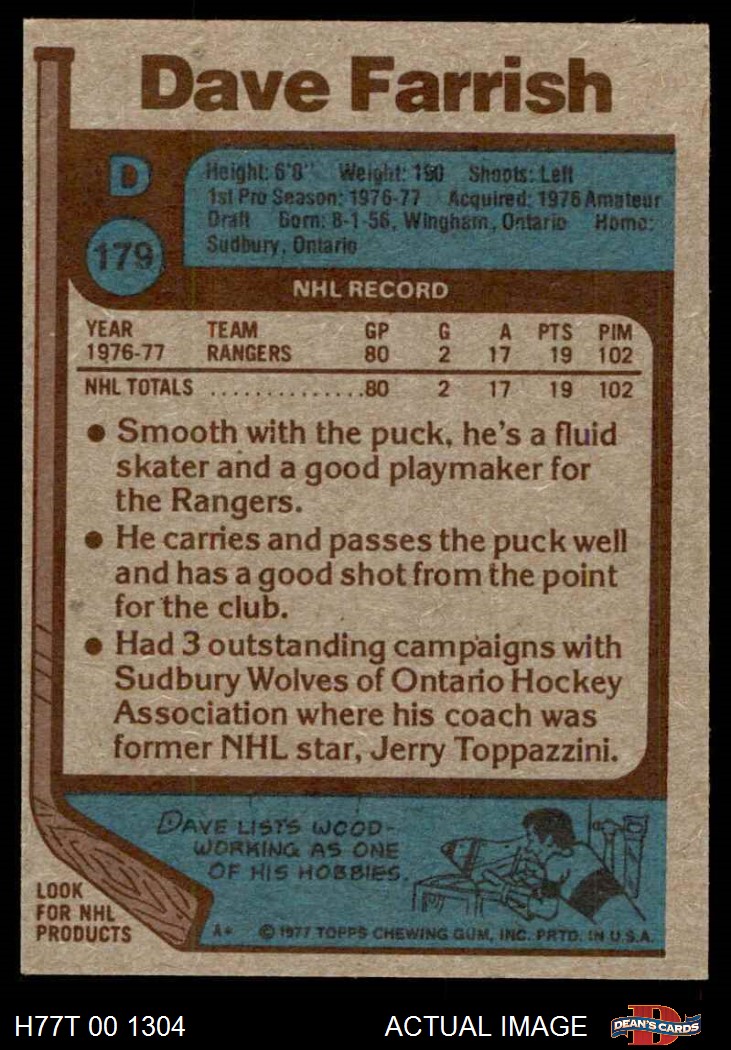 Dave Farrish
D
179
Height: 6'0" Weight: 190 Shoots: Left
1st Pro Season: 1976-77 Acquired: 1976 Amateur
Draft Born: 8-1-56, Wingham, Ontario Home:
Sudbury, Ontario
NHL RECORD
YEAR TEAM GP G A PTS PIM
1976-77 RANGERS 80 2 17 19 102
NHL TOTALS ..............80 2 17 19 102
● Smooth with the puck, he's a fluid
skater and a good playmaker for
the Rangers.
● He carries and passes the puck well
and has a good shot from the point
for the club.
● Had 3 outstanding campaigns with
Sudbury Wolves of Ontario Hockey
Association where his coach was
former NHL star, Jerry Toppazzini.
DAVE LISTS WOOD-
WORKING AS ONE
OF HIS HOBBIES.
LOOK
FOR NHL
PRODUCTS
A* © 1977 TOPPS CHEWING GUM, INC. PRTD. IN U.S.A.
H77T 00 1304 ACTUAL IMAGE
D
DEAN'S CARDS